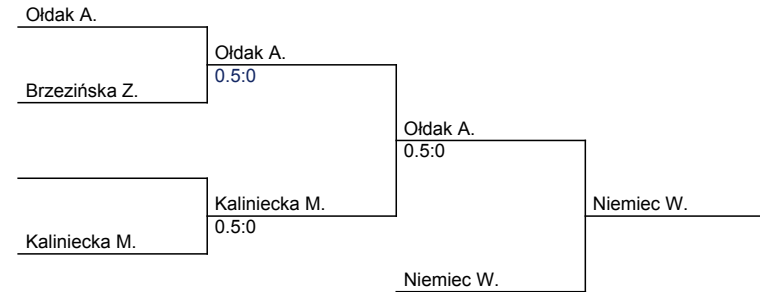 Ołdak A.
Ołdak A.
0.5:0
Brzezińska Z.
Ołdak A.
0.5:0
Kaliniecka M.
Niemiec W.
0.5:0
Kaliniecka M.
Niemiec W.